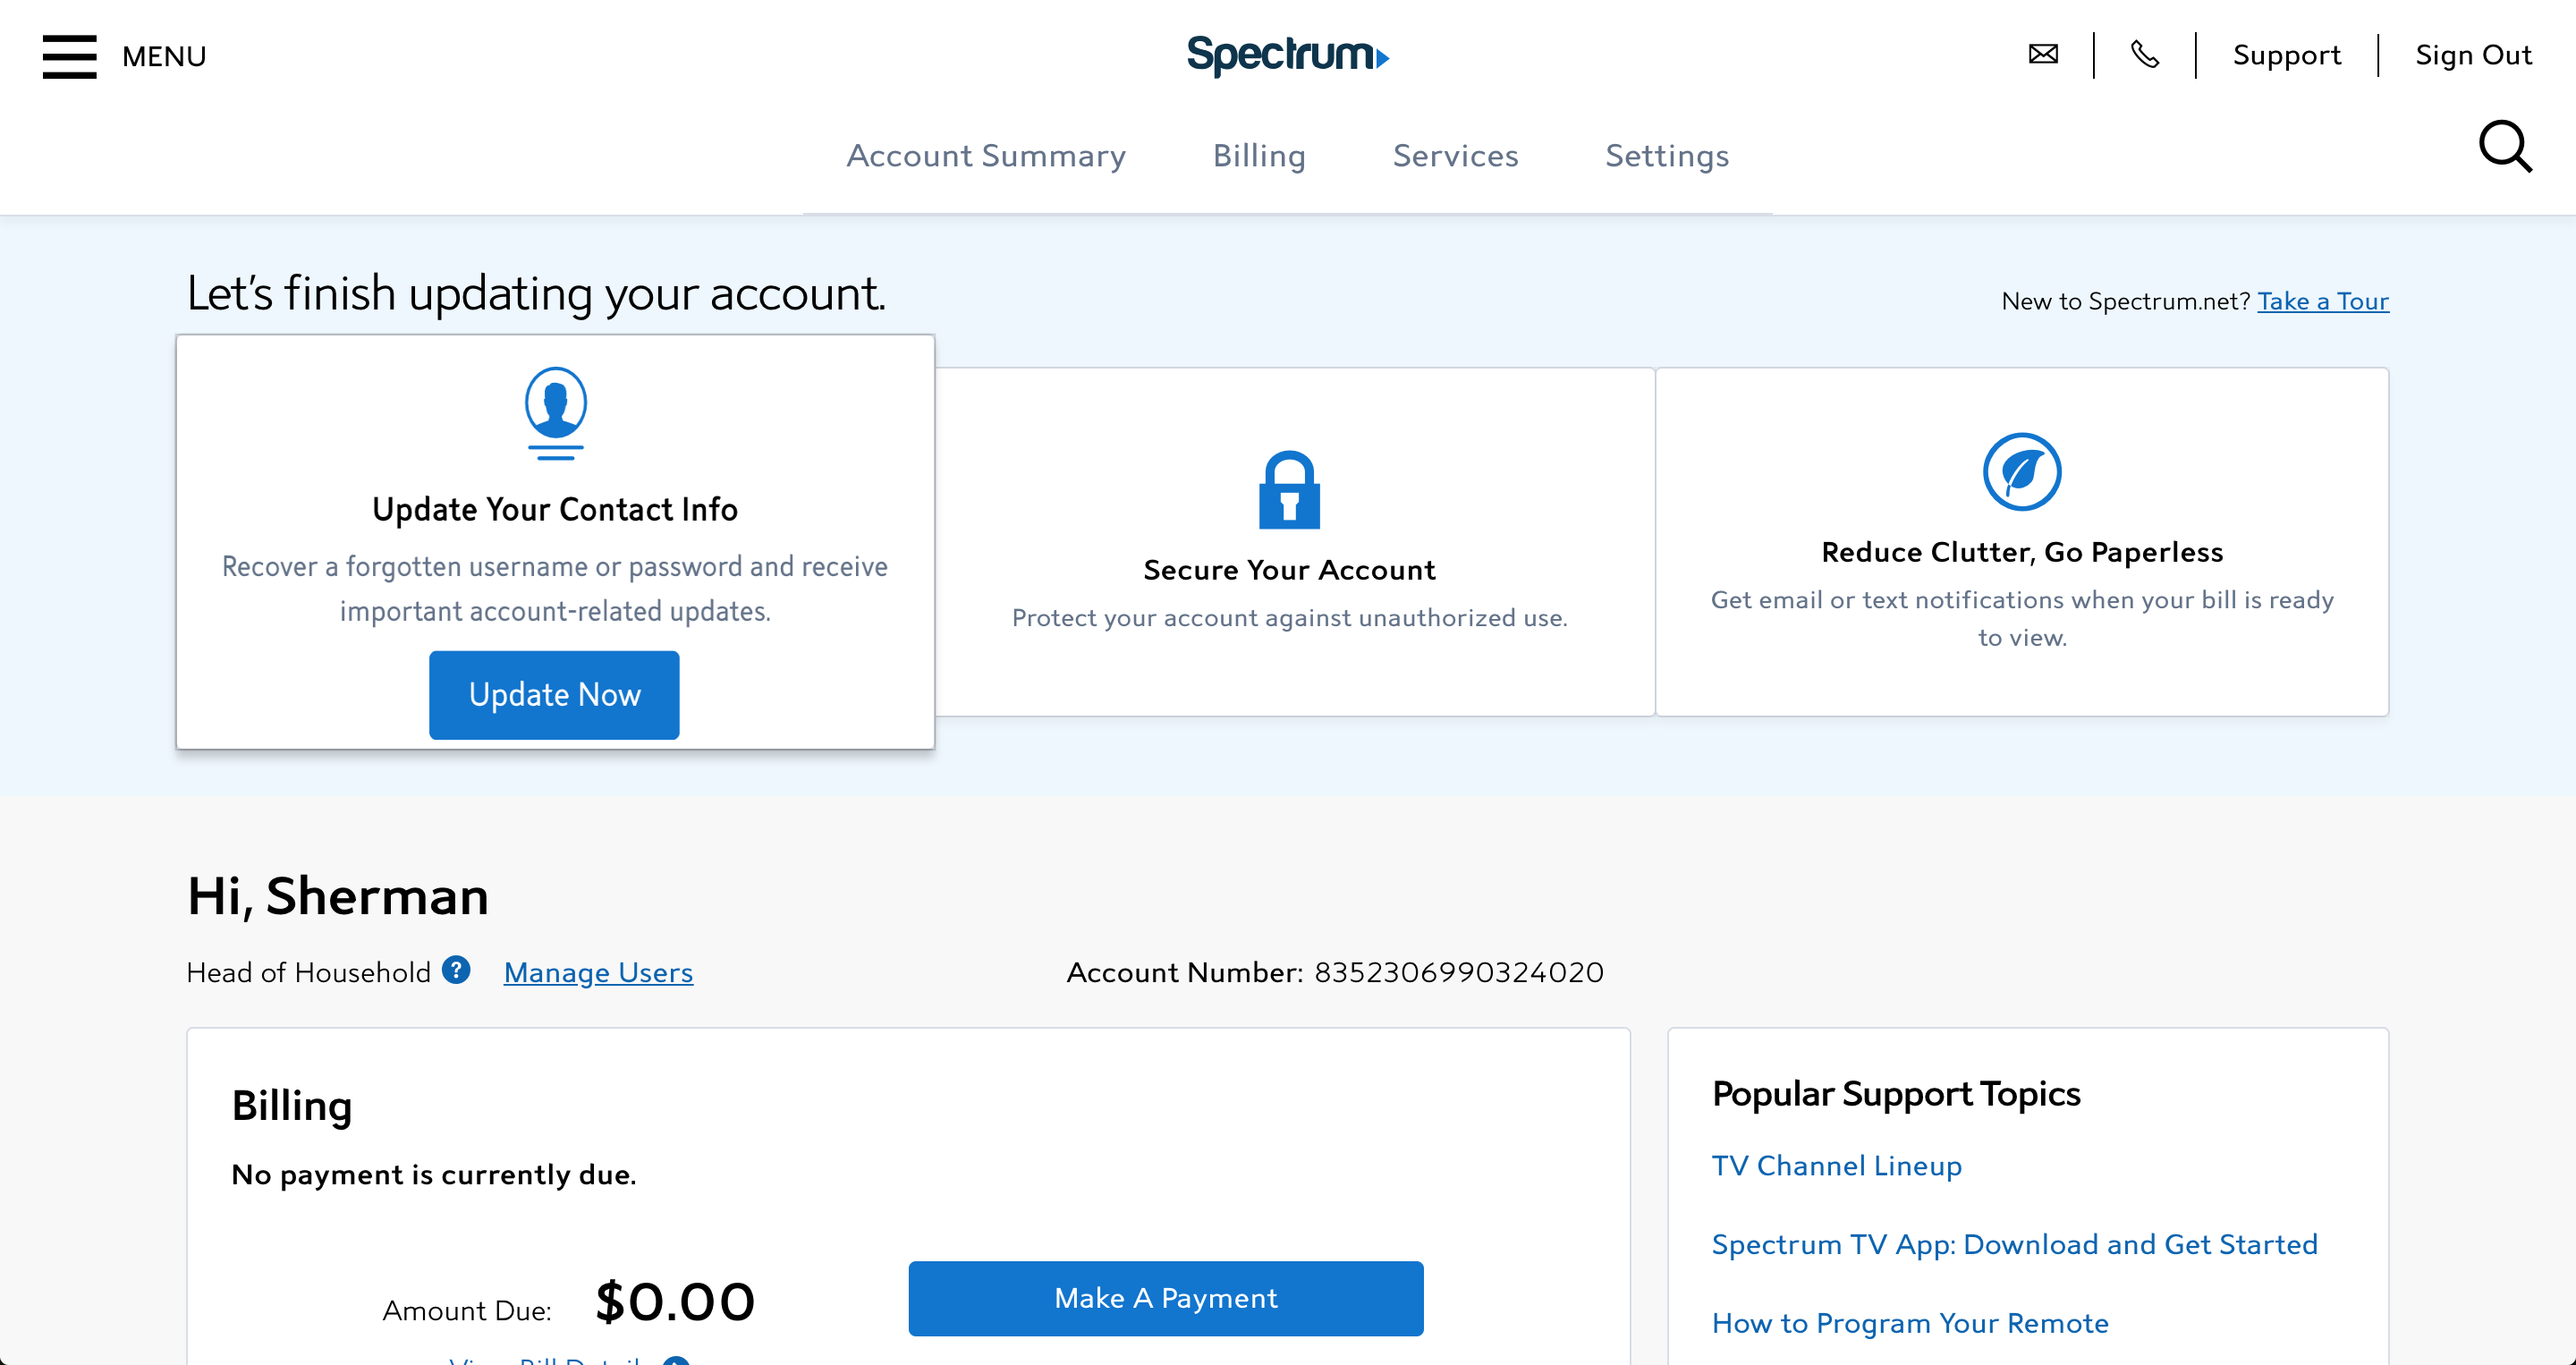 MENU
Spectrum
Support
Sign Out
Account Summary
Billing
Services
Settings
Let's finish updating your account.
New to Spectrum.net? Take a Tour
Update Your Contact Info
Recover a forgotten username or password and receive
important account-related updates.
Update Now
Secure Your Account
Protect your account against unauthorized use.
Reduce Clutter, Go Paperless
Get email or text notifications when your bill is ready
to view.
Hi, Sherman
Head of Household ?
Manage Users
Account Number: 8352306990324020
Billing
No payment is currently due.
Amount Due: $0.00
Make A Payment
Popular Support Topics
TV Channel Lineup
Spectrum TV App: Download and Get Started
How to Program Your Remote